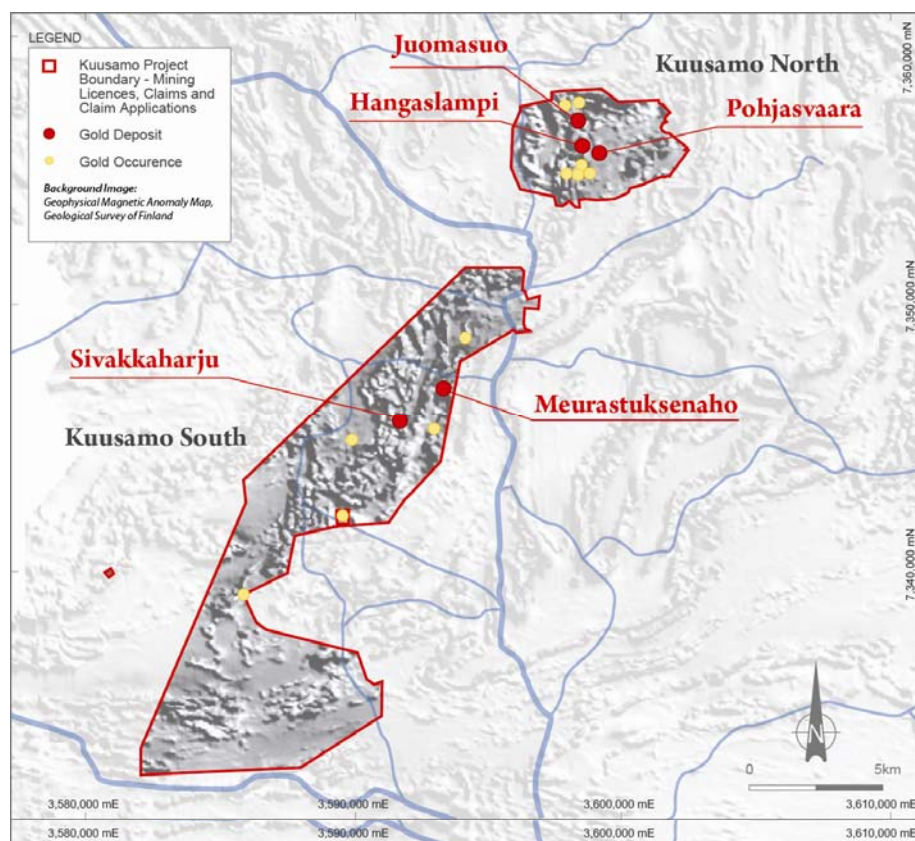 LEGEND
Kuusamo Project
Boundary - Mining
Licences, Claims and
Claim Applications
Gold Deposit
Gold Occurence
Background Image:
Geophysical Magnetic Anomaly Map,
Geological Survey of Finland
Juomasuo
Kuusamo North
Hangaslampi
Pohjasvaara
7,360,000 mN
7,350,000 mN
Sivakkaharju
Meurastuksenaho
Kuusamo South
7,340,000 mN
N
0 5km
3,580,000 mE 3,590,000 mE 3,600,000 mE 3,610,000 mE
3,580,000 mE 3,590,000 mE 3,600,000 mE 3,610,000 mE